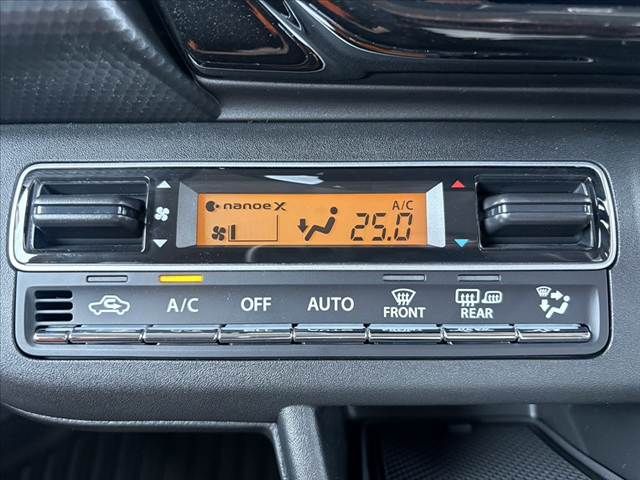 nanoe X
A/C
25.0
A/C
OFF
AUTO
FRONT
REAR